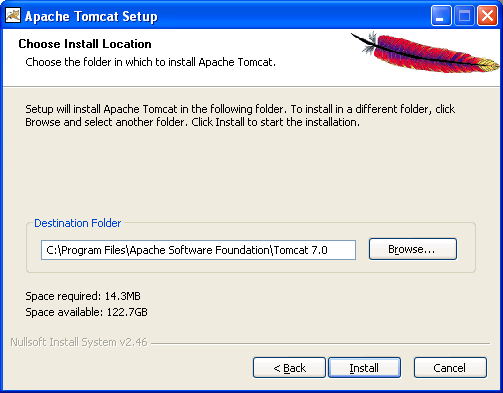 Apache Tomcat Setup
Choose Install Location
Choose the folder in which to install Apache Tomcat.
Setup will install Apache Tomcat in the following folder. To install in a different folder, click
Browse and select another folder. Click Install to start the installation.
Destination Folder
C:\Program Files\Apache Software Foundation\Tomcat 7.0
Browse...
Space required: 14.3MB
Space available: 122.7GB
Nullsoft Install System v2.46
< Back
Install
Cancel